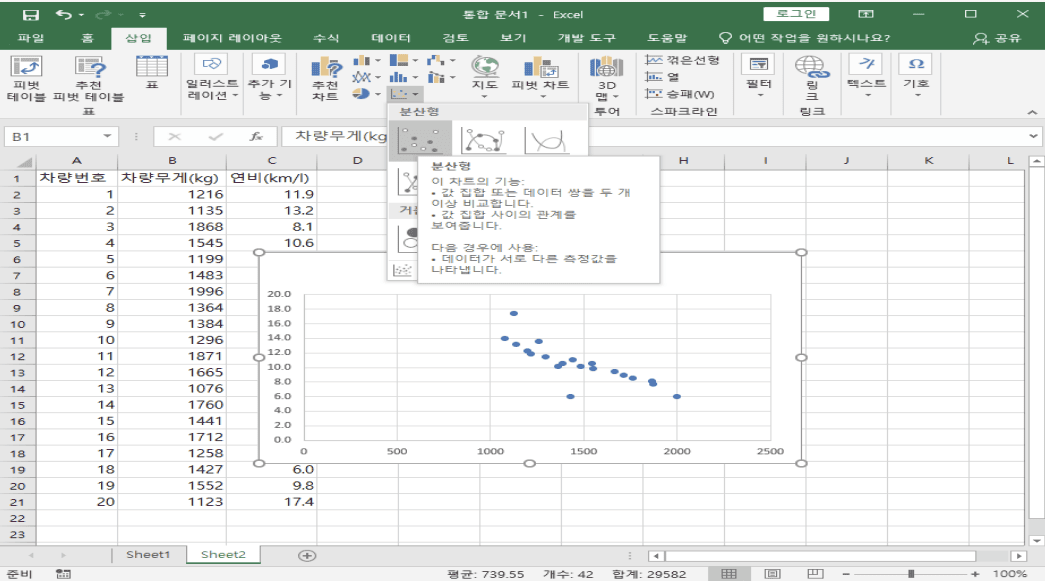 통합 문서1 - Excel
로그인
파일 홈 삽입 페이지 레이아웃 수식 데이터 검토 보기 개발 도구 도움말 어떤 작업을 원하시나요? 공유
피벗 테이블
추천 피벗 테이블
표
표
일러스트레이션
추가 기능
추천 차트
지도
피벗 차트
3D 맵
투어
꺾은선형
열
승패(W)
스파크라인
필터
링크
링크
텍스트
기호
B1
fx
차량무게(kg
분산형
분산형
이 차트의 기능:
• 값 집합 또는 데이터 쌍을 두 개
이상 비교합니다.
• 값 집합 사이의 관계를
보여줍니다.
다음 경우에 사용:
• 데이터가 서로 다른 측정값을
나타냅니다.
A B C D H I J K L
1 차량번호 차량무게(kg) 연비(km/l)
2 1 1216 11.9
3 2 1135 13.2
4 3 1868 8.1
5 4 1545 10.6
6 5 1199
7 6 1483
8 7 1996
9 8 1364
10 9 1384
11 10 1296
12 11 1871
13 12 1665
14 13 1076
15 14 1760
16 15 1441
17 16 1712
18 17 1258
19 18 1427 6.0
20 19 1552 9.8
21 20 1123 17.4
22
23
20.0
18.0
16.0
14.0
12.0
10.0
8.0
6.0
4.0
2.0
0.0
0 500 1000 1500 2000 2500
Sheet1 Sheet2
준비
평균: 739.55 개수: 42 합계: 29582
100%